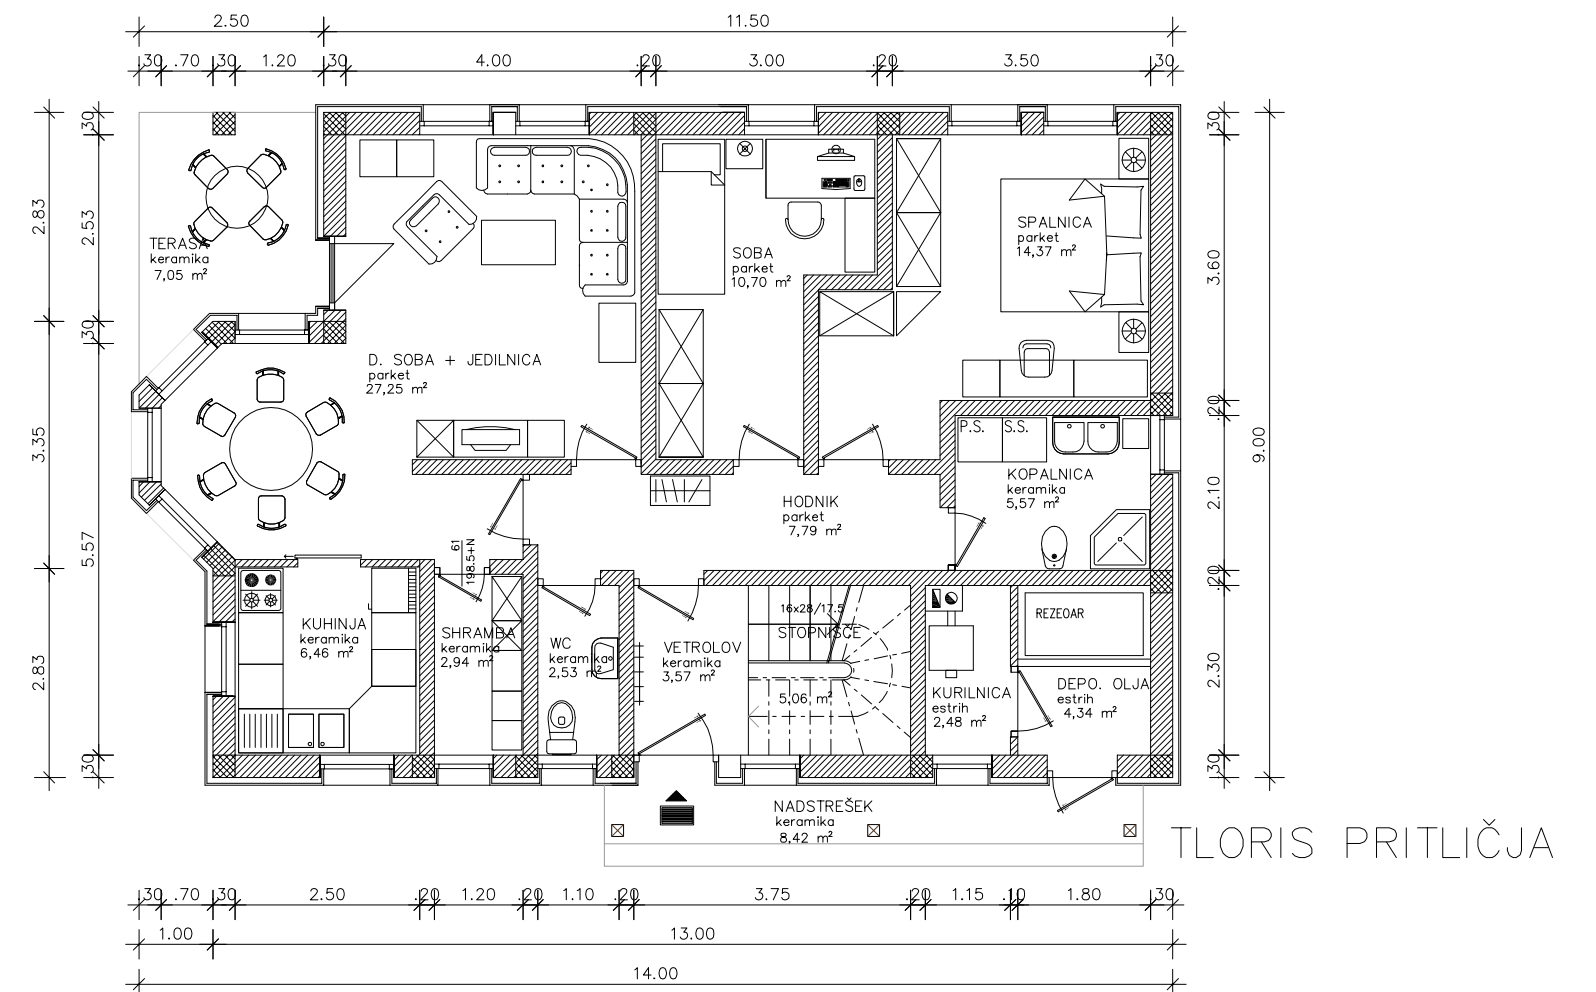 2.50 11.50
.30 .70 .30 1.20 .30 4.00 .20 3.00 .20 3.50 .30
2.83
3.35
2.83
.30
2.53
.30
5.57
.30
TERASA
keramika
7,05 m²
D. SOBA + JEDILNICA
parket
27,25 m²
SOBA
parket
10,70 m²
SPALNICA
parket
14,37 m²
P.S. S.S.
KOPALNICA
keramika
5,57 m²
HODNIK
parket
7,79 m²
61
198.5+N
KUHINJA
keramika
6,46 m²
SHRAMBA
keramika
2,94 m²
WC
keramika
2,53 m²
VETROLOV
keramika
3,57 m²
16x28/17.5
STOPNIŠČE
5,06 m²
KURILNICA
estrih
2,48 m²
REZEOAR
DEPO. OLJA
estrih
4,34 m²
NADSTREŠEK
keramika
8,42 m²
.30
3.60
.20
2.10
.20
2.30
.30
9.00
TLORIS PRITLIČJA
.30 .70 .30 2.50 .20 1.20 .20 1.10 .20 3.75 .20 1.15 .10 1.80 .30
1.00 13.00
14.00